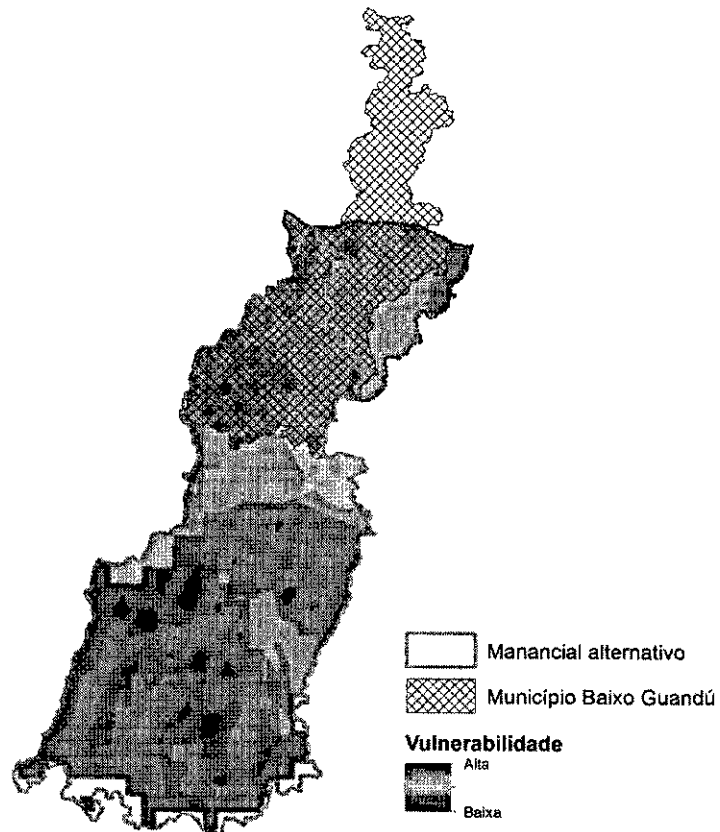 Manancial alternativo
Município Baixo Guandú
Vulnerabilidade
Alta
Baixa